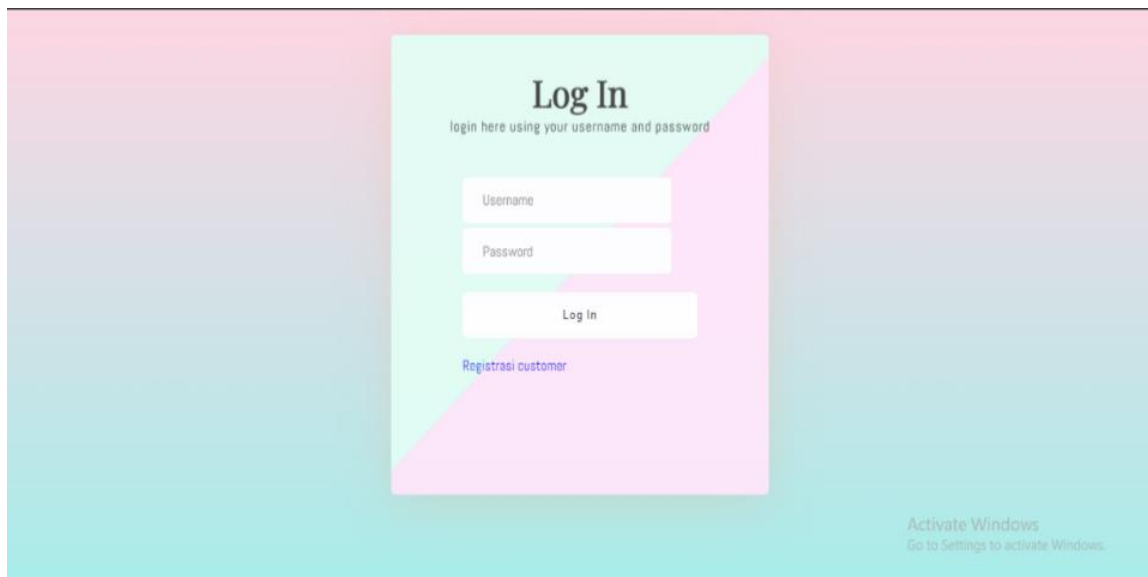 Log In
login here using your username and password
Username
Password
Log In
Registrasi customer
Activate Windows
Go to Settings to activate Windows.